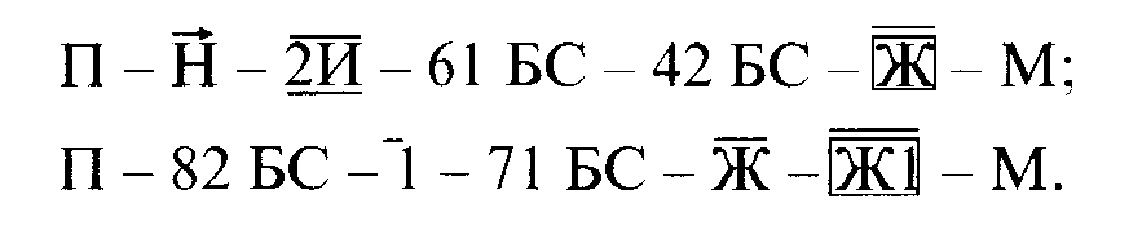 П – Н – 2И – 61 БС – 42 БС – Ж – М;
П – 82 БС – 1 – 71 БС – Ж – Ж1 – М.